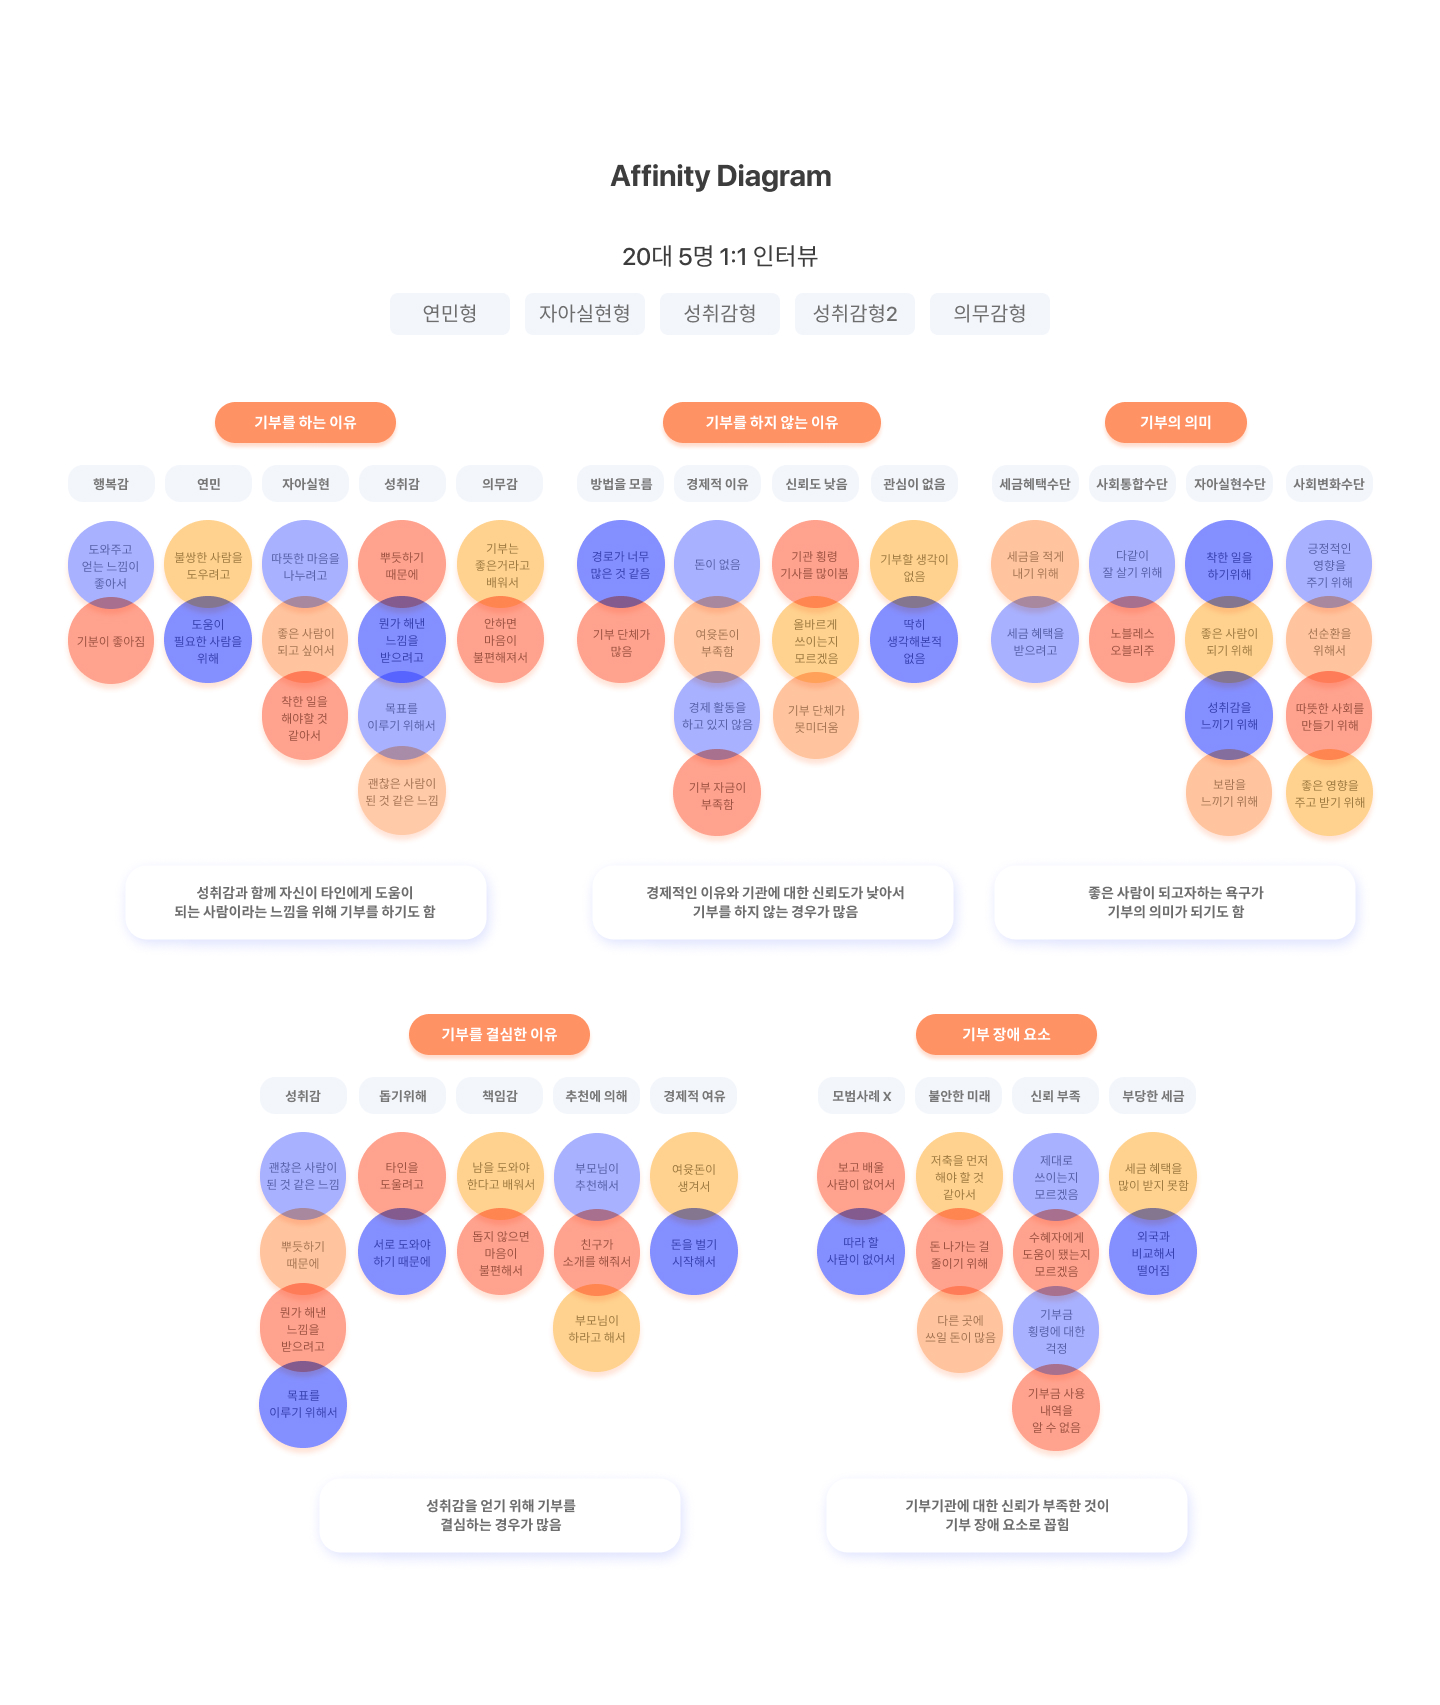 Affinity Diagram
20대 5명 1:1 인터뷰
연민형
자아실현형
성취감형
성취감형2
의무감형
기부를 하는 이유
행복감
연민
자아실현
성취감
의무감
도와주고
얻는 느낌이
좋아서
기분이 좋아짐
불쌍한 사람을
도우려고
도움이
필요한 사람을
위해
따뜻한 마음을
나누려고
좋은 사람이
되고 싶어서
착한 일을
해야할 것
같아서
뿌듯하기
때문에
뭔가 해낸
느낌을
받으려고
목표를
이루기 위해서
괜찮은 사람이
된 것 같은 느낌
기부는
좋은거라고
배워서
안하면
마음이
불편해져서
성취감과 함께 자신이 타인에게 도움이
되는 사람이라는 느낌을 위해 기부를 하기도 함
기부를 하지 않는 이유
방법을 모름
경제적 이유
신뢰도 낮음
관심이 없음
경로가 너무
많은 것 같음
기부 단체가
많음
돈이 없음
여윳돈이
부족함
경제 활동을
하고 있지 않음
기부 자금이
부족함
기관 횡령
기사를 많이봄
올바르게
쓰이는지
모르겠음
기부 단체가
못미더움
기부할 생각이
없음
딱히
생각해본적
없음
경제적인 이유와 기관에 대한 신뢰도가 낮아서
기부를 하지 않는 경우가 많음
기부의 의미
세금혜택수단
사회통합수단
자아실현수단
사회변화수단
세금을 적게
내기 위해
세금 혜택을
받으려고
다같이
잘 살기 위해
노블레스
오블리주
착한 일을
하기위해
좋은 사람이
되기 위해
성취감을
느끼기 위해
보람을
느끼기 위해
긍정적인
영향을
주기 위해
선순환을
위해서
따뜻한 사회를
만들기 위해
좋은 영향을
주고 받기 위해
좋은 사람이 되고자하는 욕구가
기부의 의미가 되기도 함
기부를 결심한 이유
성취감
돕기위해
책임감
추천에 의해
경제적 여유
괜찮은 사람이
된 것 같은 느낌
뿌듯하기
때문에
뭔가 해낸
느낌을
받으려고
목표를
이루기 위해서
타인을
도울려고
서로 도와야
하기 때문에
남을 도와야
한다고 배워서
돕지 않으면
마음이
불편해서
부모님이
추천해서
친구가
소개를 해줘서
부모님이
하라고 해서
여윳돈이
생겨서
돈을 벌기
시작해서
성취감을 얻기 위해 기부를
결심하는 경우가 많음
기부 장애 요소
모범사례 X
불안한 미래
신뢰 부족
부당한 세금
보고 배울
사람이 없어서
따라 할
사람이 없어서
저축을 먼저
해야 할 것
같아서
돈 나가는 걸
줄이기 위해
다른 곳에
쓰일 돈이 많음
제대로
쓰이는지
모르겠음
수혜자에게
도움이 됐는지
모르겠음
기부금
횡령에 대한
걱정
기부금 사용
내역을
알 수 없음
세금 혜택을
많이 받지 못함
외국과
비교해서
떨어짐
기부기관에 대한 신뢰가 부족한 것이
기부 장애 요소로 꼽힘